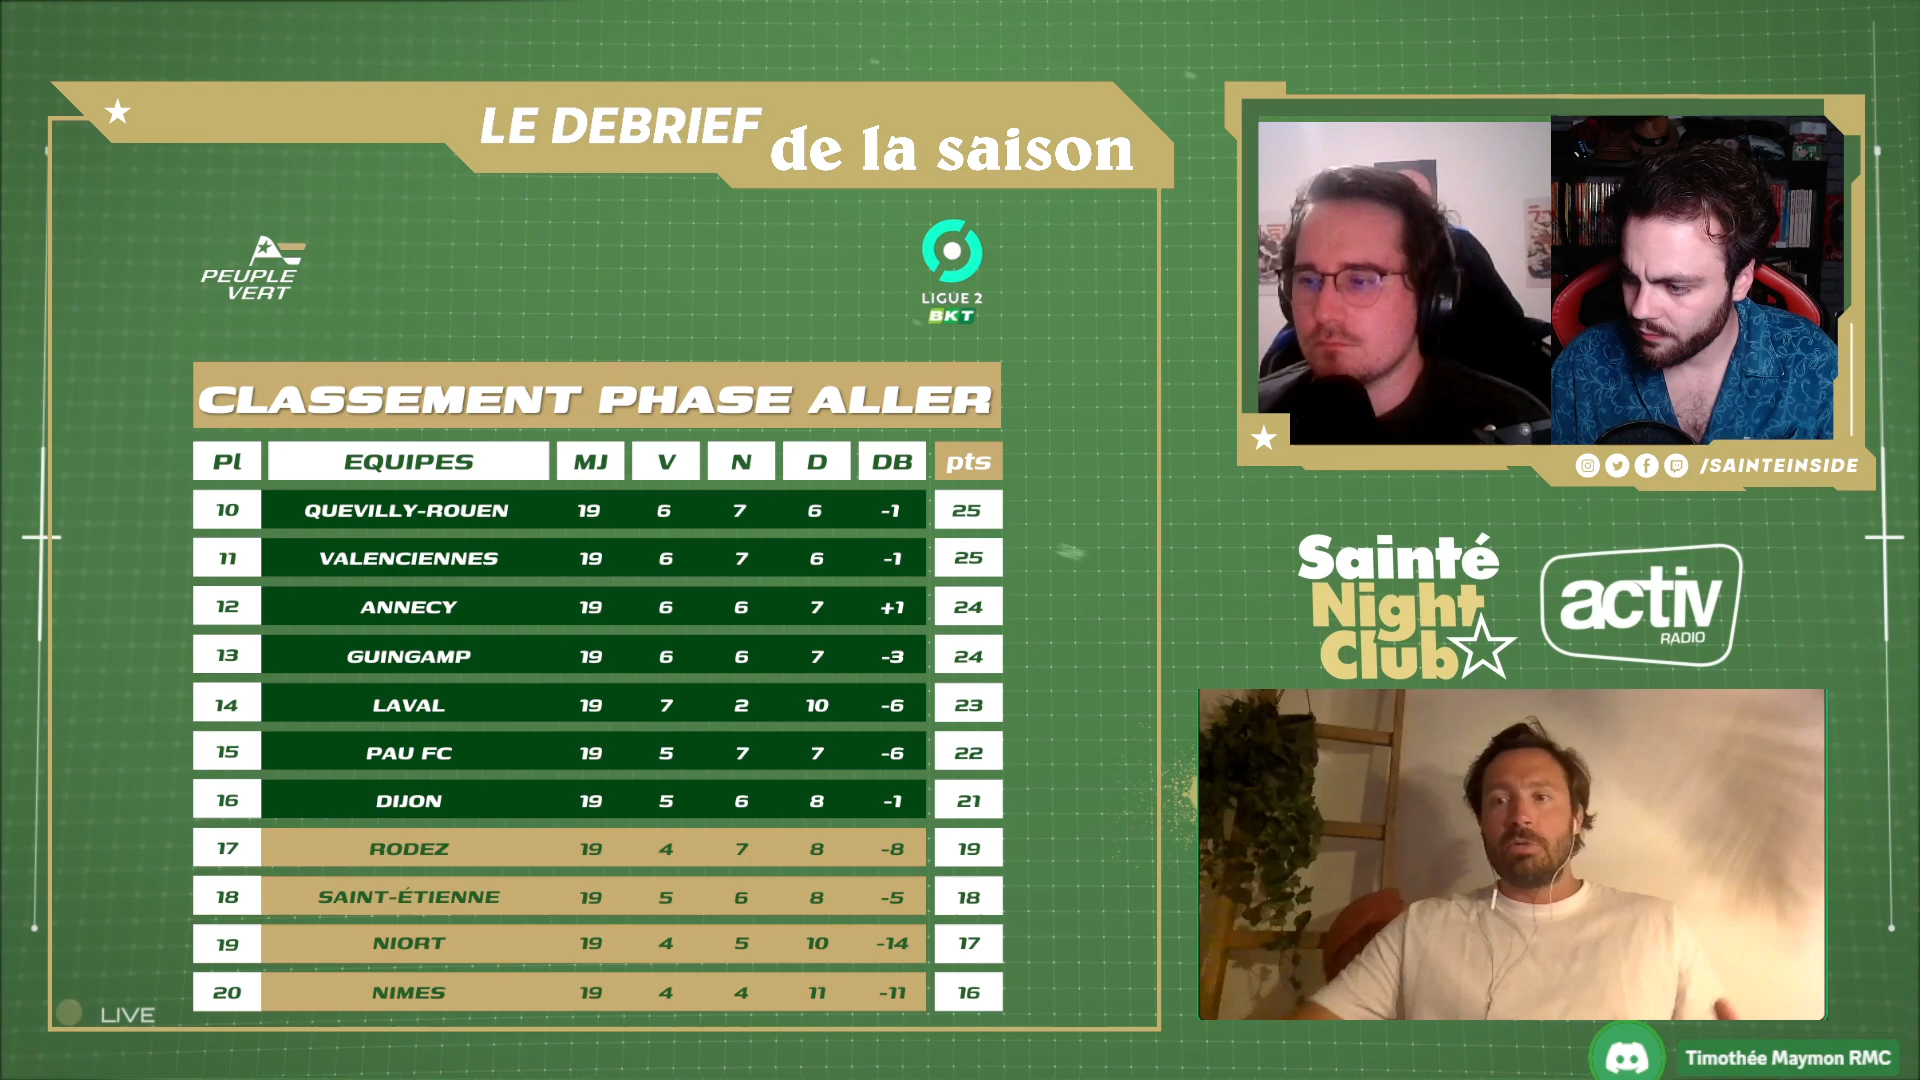 LE DEBRIEF
de la saison
PEUPLE
VERT
LIGUE 2
BKT
CLASSEMENT PHASE ALLER
Pl EQUIPES MJ V N D DB pts
10 QUEVILLY-ROUEN 19 6 7 6 -1 25
11 VALENCIENNES 19 6 7 6 -1 25
12 ANNECY 19 6 6 7 +1 24
13 GUINGAMP 19 6 6 7 -3 24
14 LAVAL 19 7 2 10 -6 23
15 PAU FC 19 5 7 7 -6 22
16 DIJON 19 5 6 8 -1 21
17 RODEZ 19 4 7 8 -8 19
18 SAINT-ÉTIENNE 19 5 6 8 -5 18
19 NIORT 19 4 5 10 -14 17
20 NIMES 19 4 4 11 -11 16
LIVE
/SAINTEINSIDE
Sainté
Night
Club
activ
RADIO
Timothée Maymon RMC